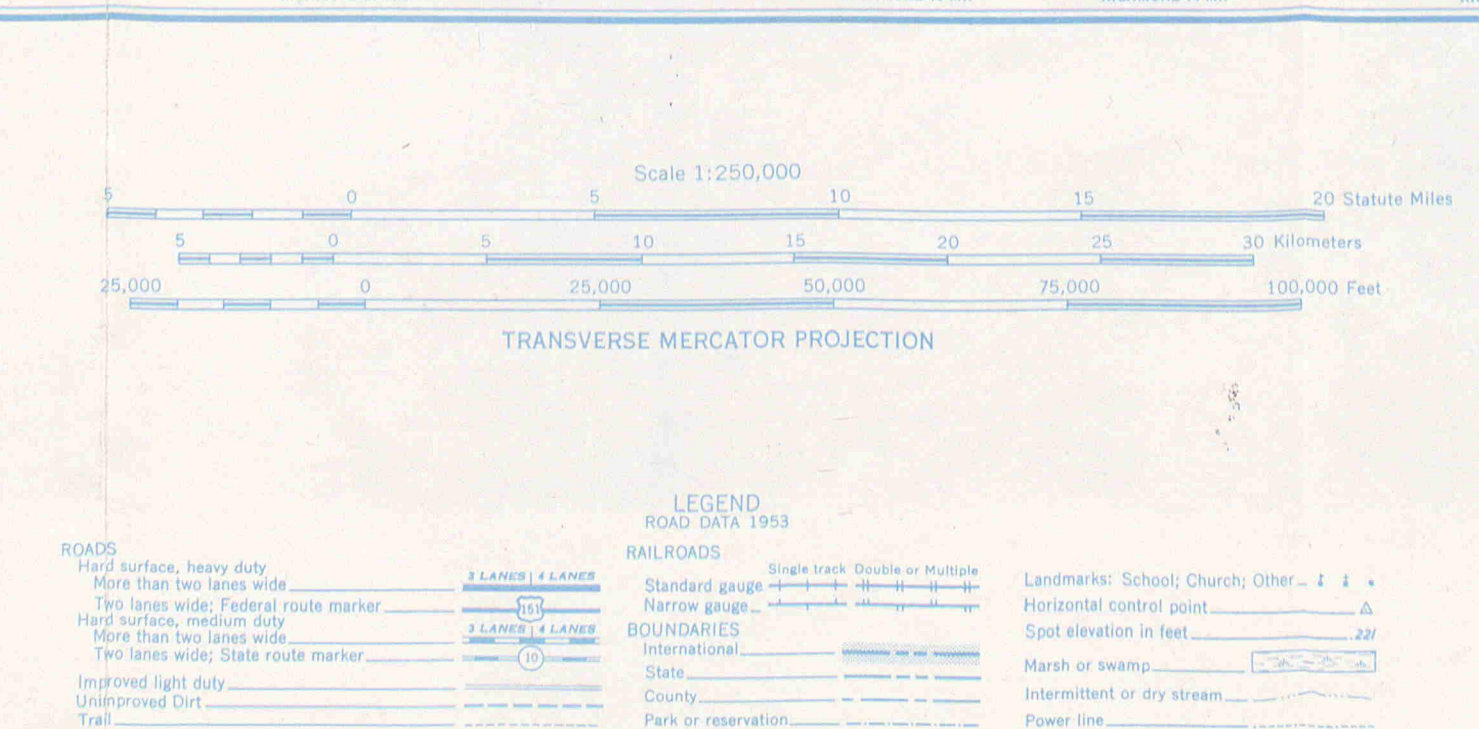 Scale 1:250,000
5 0 5 10 15 20 Statute Miles
5 0 5 10 15 20 25 30 Kilometers
25,000 0 25,000 50,000 75,000 100,000 Feet
TRANSVERSE MERCATOR PROJECTION
LEGEND
ROAD DATA 1953
ROADS
Hard surface, heavy duty
More than two lanes wide 3 LANES | 4 LANES
Two lanes wide; Federal route marker 161
Hard surface, medium duty
More than two lanes wide 3 LANES | 4 LANES
Two lanes wide; State route marker 10
Improved light duty
Unimproved Dirt
Trail
RAILROADS
Single track Double or Multiple
Standard gauge
Narrow gauge
BOUNDARIES
International
State
County
Park or reservation
Landmarks: School; Church; Other
Horizontal control point
Spot elevation in feet .221
Marsh or swamp
Intermittent or dry stream
Power line